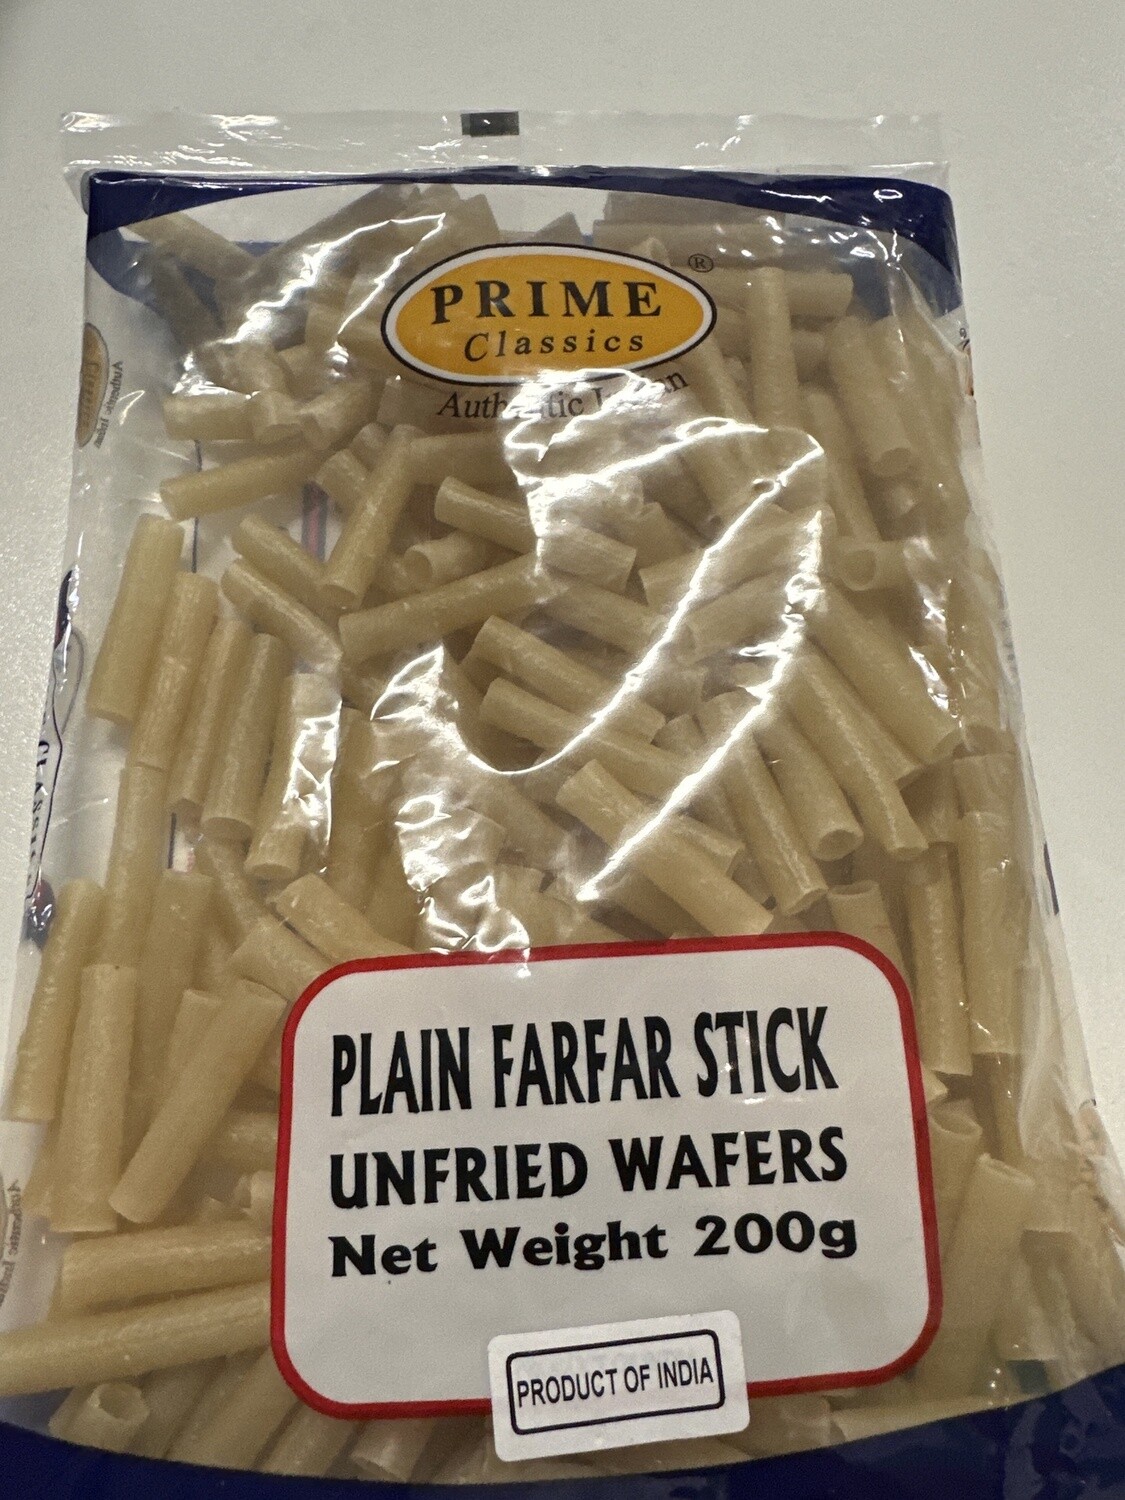 PRIME
®
Classics
PLAIN FARFAR STICK
UNFRIED WAFERS
Net Weight 200g
PRODUCT OF INDIA